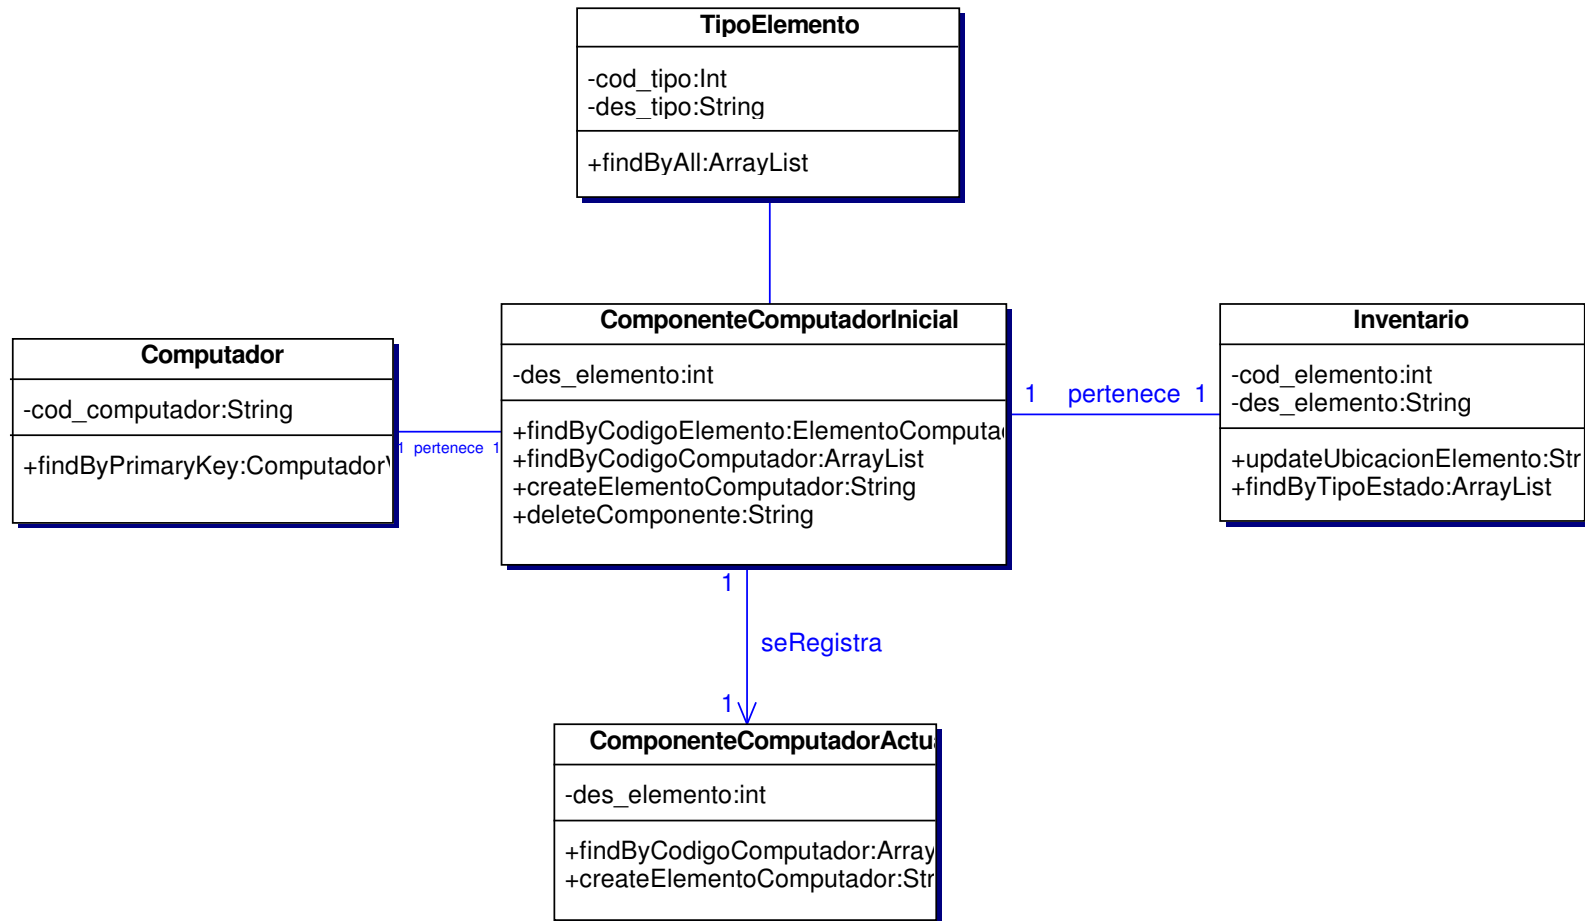 TipoElemento
-cod_tipo:Int
-des_tipo:String
+findByAll:ArrayList
ComponenteComputadorInicial
-des_elemento:int
+findByCodigoElemento:ElementoComputa
+findByCodigoComputador:ArrayList
+createElementoComputador:String
+deleteComponente:String
Computador
-cod_computador:String
+findByPrimaryKey:Computador
1 pertenece 1
Inventario
-cod_elemento:int
-des_elemento:String
+updateUbicacionElemento:Str
+findByTipoEstado:ArrayList
1 pertenece 1
1
seRegistra
1
ComponenteComputadorActu
-des_elemento:int
+findByCodigoComputador:Array
+createElementoComputador:Str